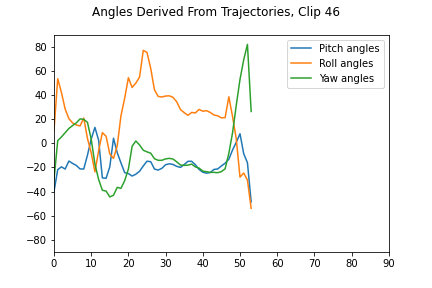 Angles Derived From Trajectories, Clip 46
80
60
40
20
0
−20
−40
−60
−80
0 10 20 30 40 50 60 70 80 90
Pitch angles
Roll angles
Yaw angles